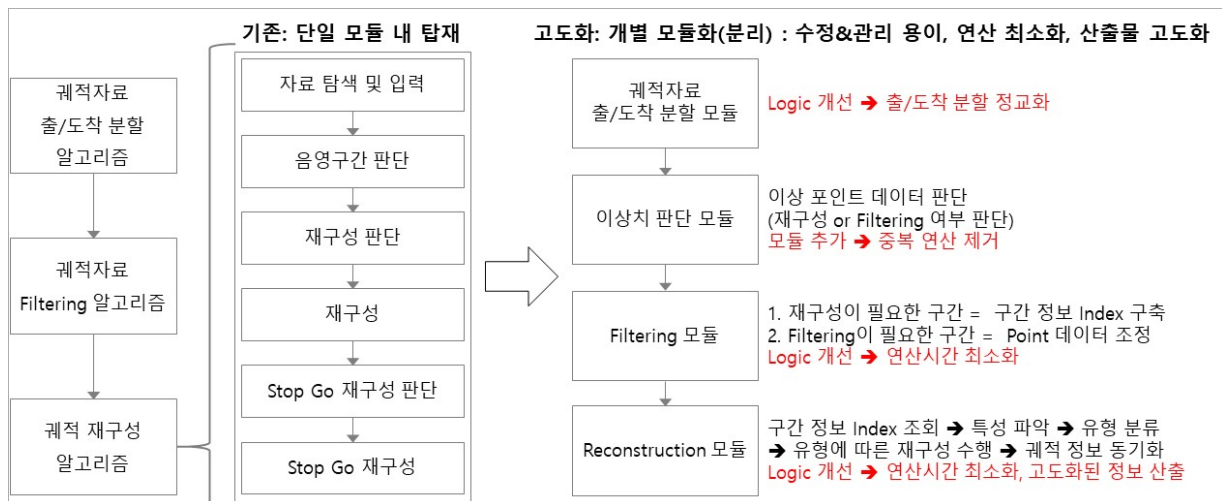 기존: 단일 모듈 내 탑재
고도화: 개별 모듈화(분리) : 수정&관리 용이, 연산 최소화, 산출물 고도화
궤적자료
출/도착 분할
알고리즘
궤적자료
Filtering 알고리즘
궤적 재구성
알고리즘
자료 탐색 및 입력
음영구간 판단
재구성 판단
재구성
Stop Go 재구성 판단
Stop Go 재구성
궤적자료
출/도착 분할 모듈
Logic 개선 ➔ 출/도착 분할 정교화
이상치 판단 모듈
이상 포인트 데이터 판단
(재구성 or Filtering 여부 판단)
모듈 추가 ➔ 중복 연산 제거
Filtering 모듈
1. 재구성이 필요한 구간 = 구간 정보 Index 구축
2. Filtering이 필요한 구간 = Point 데이터 조정
Logic 개선 ➔ 연산시간 최소화
Reconstruction 모듈
구간 정보 Index 조회 ➔ 특성 파악 ➔ 유형 분류
➔ 유형에 따른 재구성 수행 ➔ 궤적 정보 동기화
Logic 개선 ➔ 연산시간 최소화, 고도화된 정보 산출